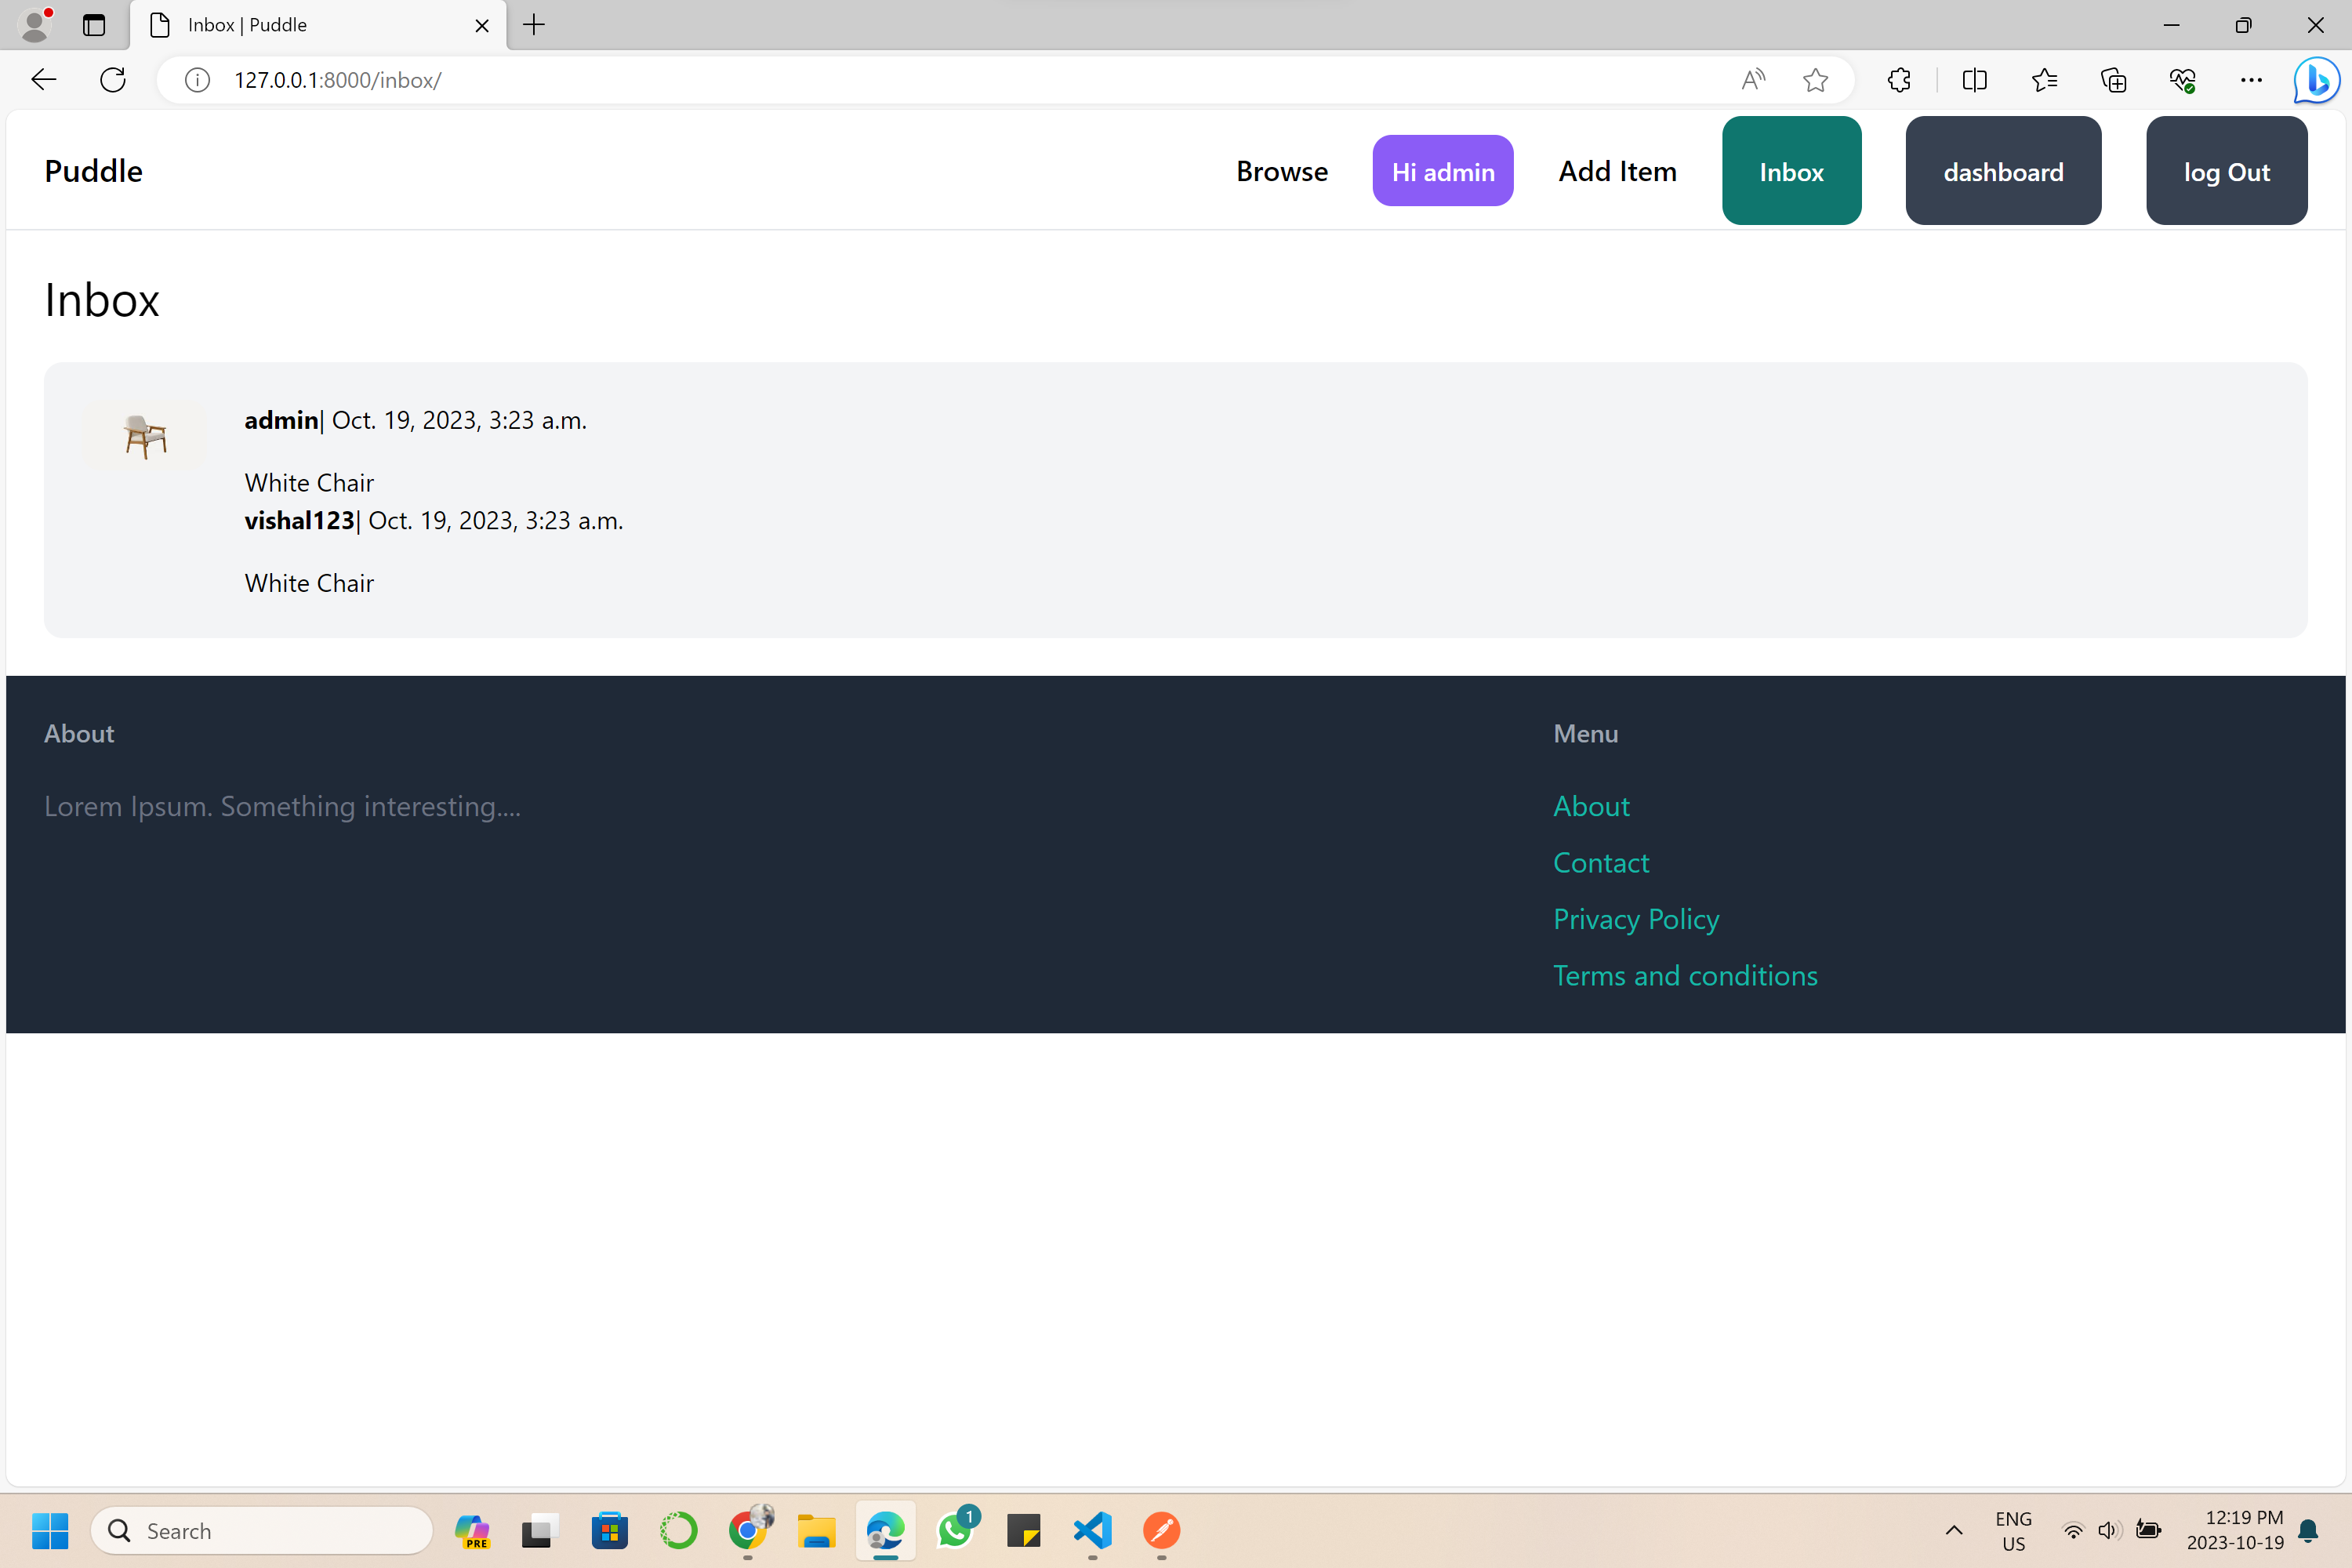 Inbox | Puddle
127.0.0.1:8000/inbox/
Puddle
Browse
Hi admin
Add Item
Inbox
dashboard
log Out
Inbox
admin| Oct. 19, 2023, 3:23 a.m.
White Chair
vishal123| Oct. 19, 2023, 3:23 a.m.
White Chair
About
Lorem Ipsum. Something interesting....
Menu
About
Contact
Privacy Policy
Terms and conditions
Search
PRE
1
ENG
US
12:19 PM
2023-10-19